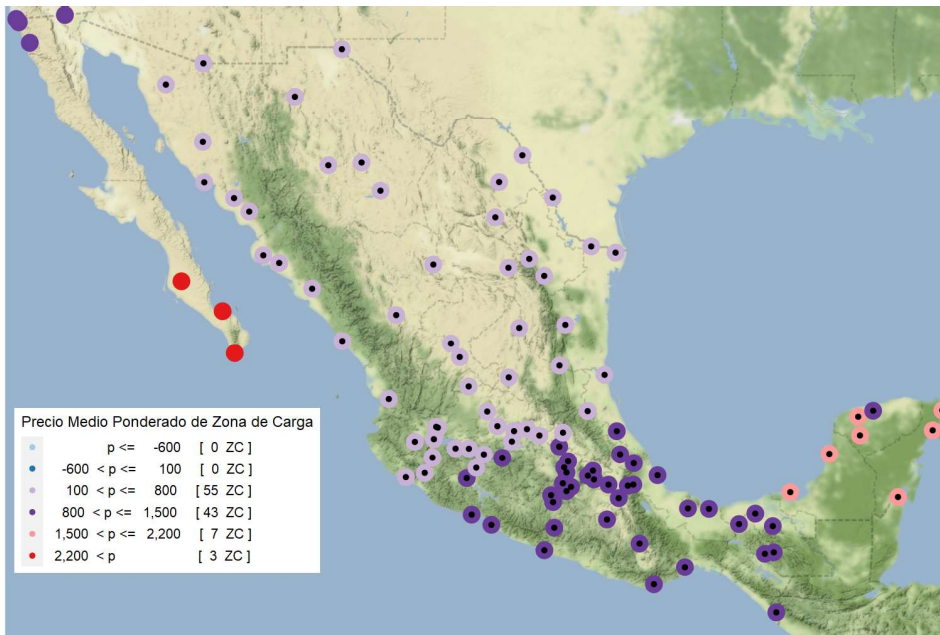 Precio Medio Ponderado de Zona de Carga
p <= -600 [ 0 ZC ]
-600 < p <= 100 [ 0 ZC ]
100 < p <= 800 [ 55 ZC ]
800 < p <= 1,500 [ 43 ZC ]
1,500 < p <= 2,200 [ 7 ZC ]
2,200 < p [ 3 ZC ]